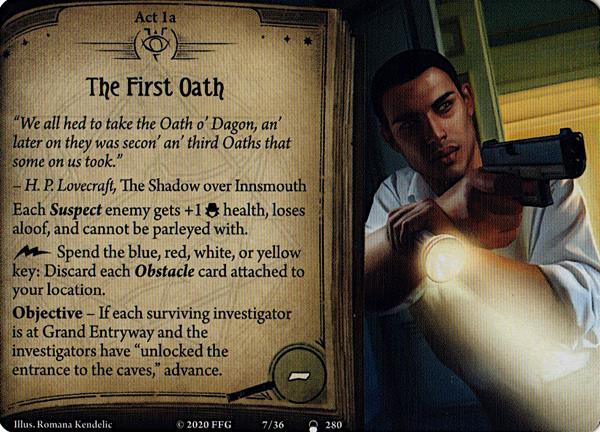 Act 1a
The First Oath
“We all hed to take the Oath o’ Dagon, an’
later on they was secon’ an’ third Oaths that
some on us took.”
– H. P. Lovecraft, The Shadow over Innsmouth
Each Suspect enemy gets +1 health, loses
aloof, and cannot be parleyed with.
Spend the blue, red, white, or yellow
key: Discard each Obstacle card attached to
your location.
Objective – If each surviving investigator
is at Grand Entryway and the
investigators have “unlocked the
entrance to the caves,” advance.
–
Illus. Romana Kendelic © 2020 FFG 7/36 280